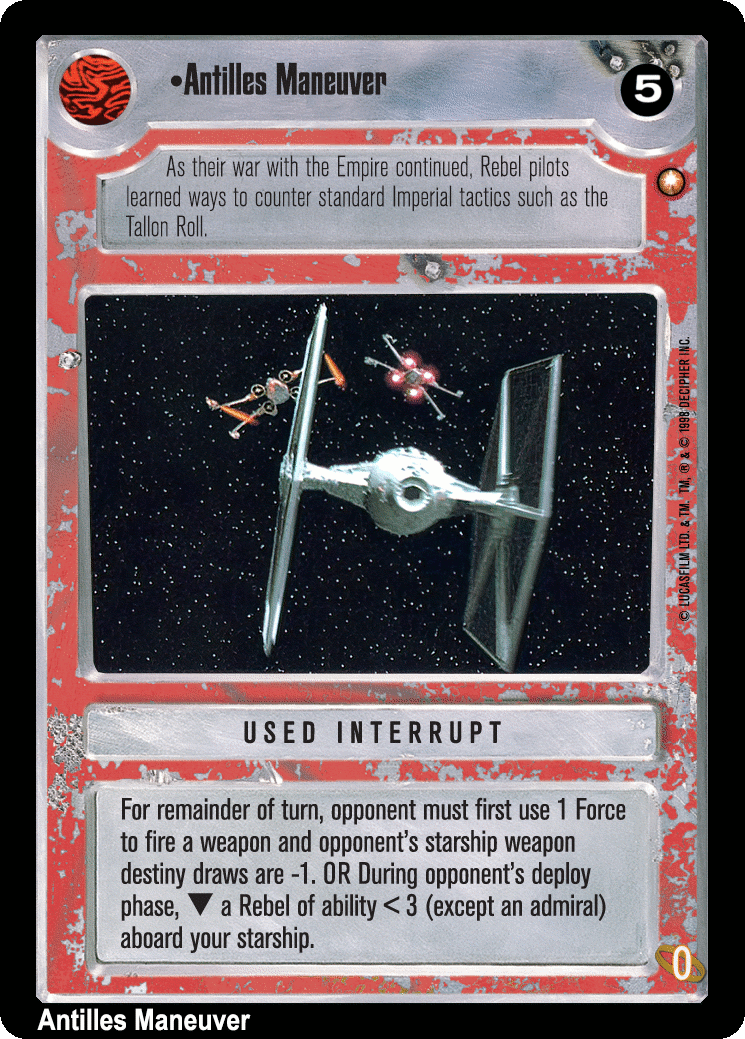 •Antilles Maneuver
5
As their war with the Empire continued, Rebel pilots
learned ways to counter standard Imperial tactics such as the
Tallon Roll.
© LUCASFILM LTD. & TM. TM, ® & © 1998 DECIPHER INC.
USED INTERRUPT
For remainder of turn, opponent must first use 1 Force
to fire a weapon and opponent's starship weapon
destiny draws are -1. OR During opponent's deploy
phase, ▼ a Rebel of ability < 3 (except an admiral)
aboard your starship.
0
Antilles Maneuver